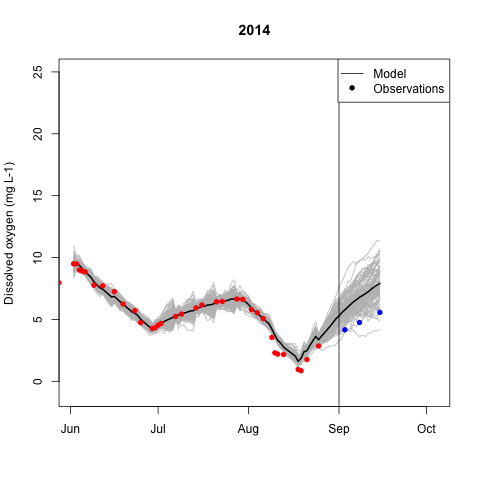 2014
Model
Observations
Dissolved oxygen (mg L-1)
25
20
15
10
5
0
Jun
Jul
Aug
Sep
Oct